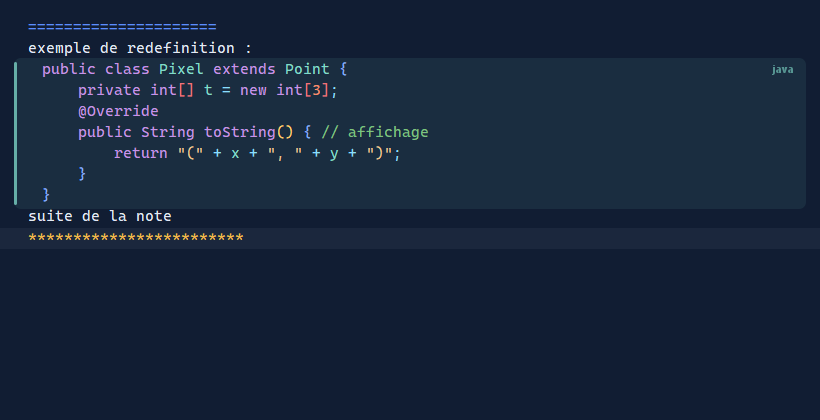 =====================
exemple de redefinition :
public class Pixel extends Point {
java
    private int[] t = new int[3];
    @Override
    public String toString() { // affichage
        return "(" + x + ", " + y + ")";
    }
}
suite de la note
************************